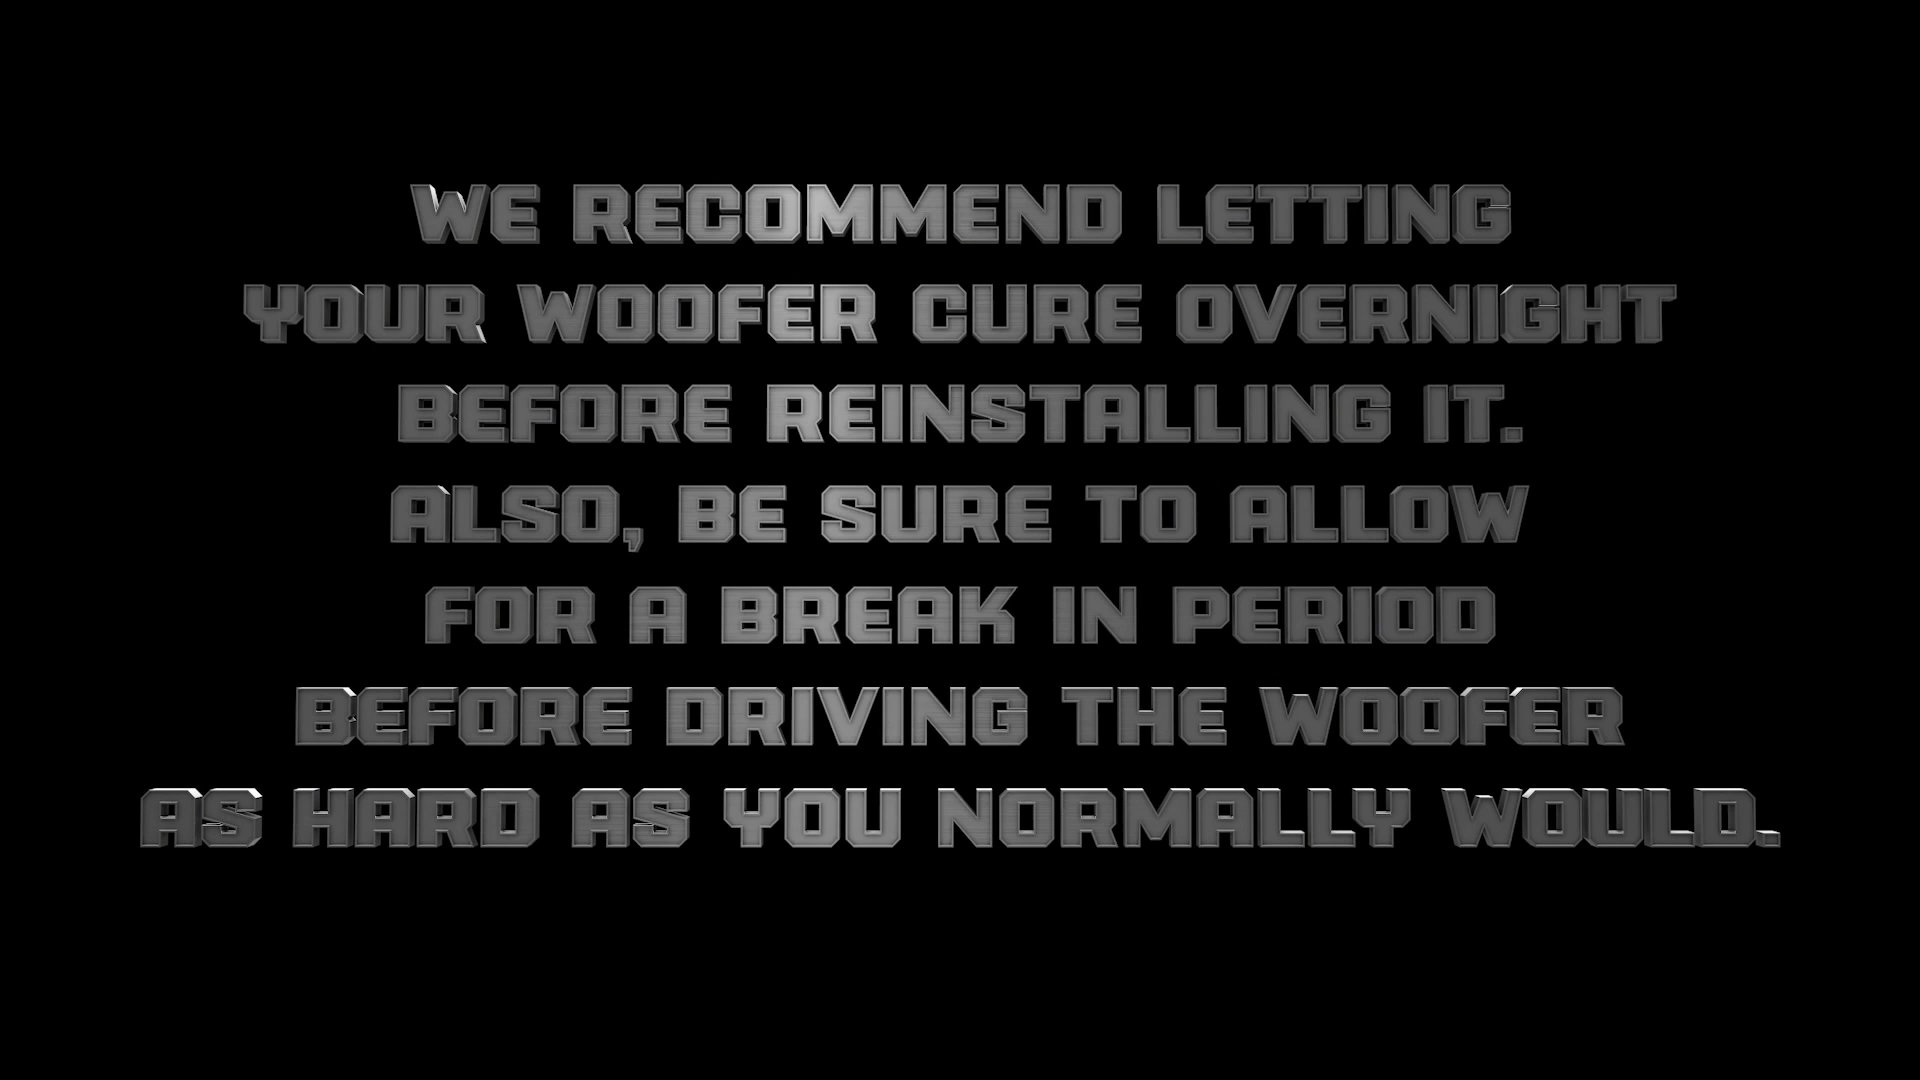 WE RECOMMEND LETTING
YOUR WOOFER CURE OVERNIGHT
BEFORE REINSTALLING IT.
ALSO, BE SURE TO ALLOW
FOR A BREAK IN PERIOD
BEFORE DRIVING THE WOOFER
AS HARD AS YOU NORMALLY WOULD.